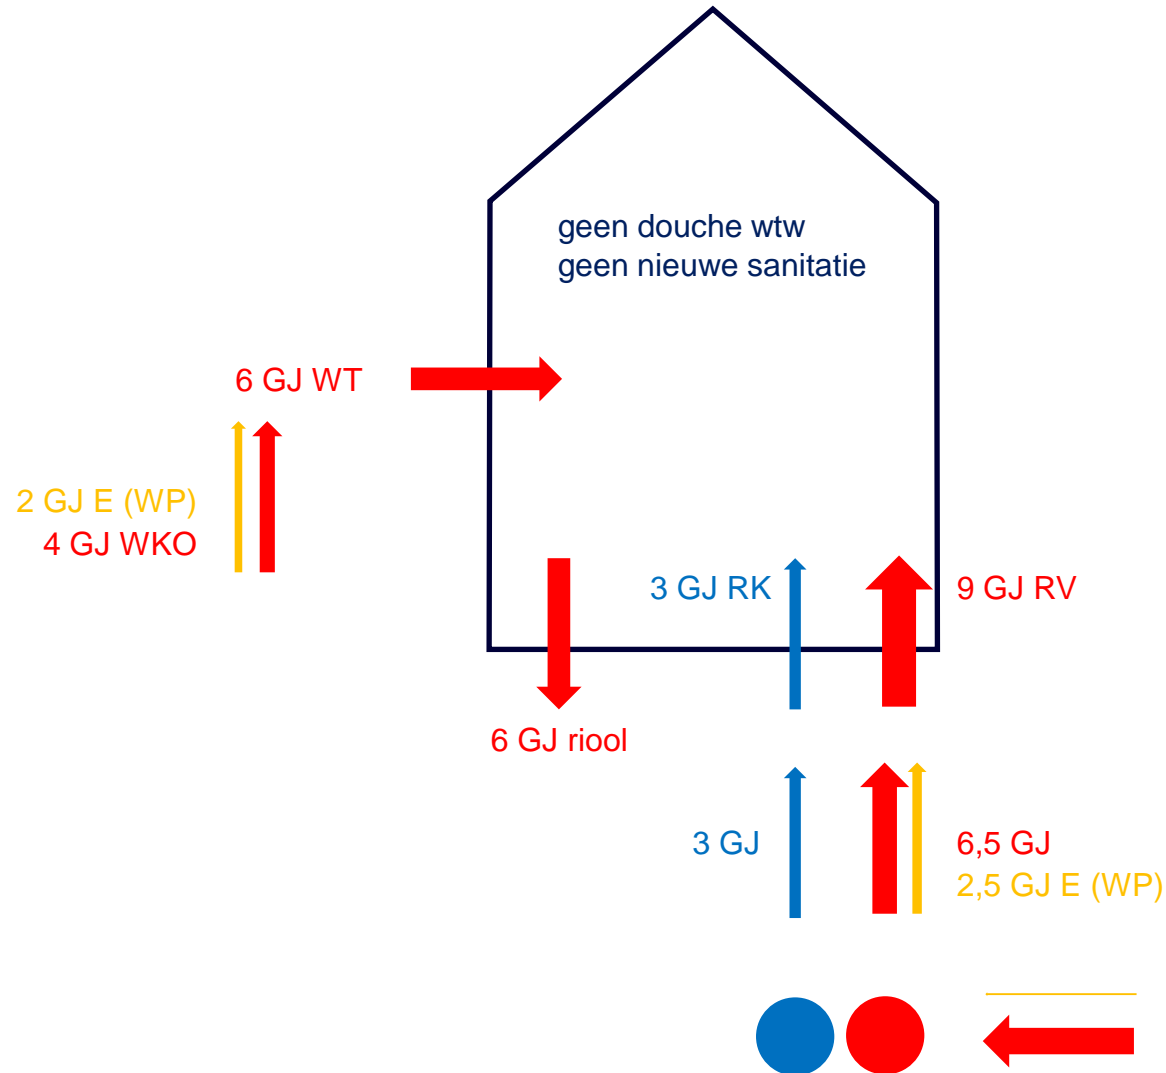 geen douche wtw
geen nieuwe sanitatie
6 GJ WT
2 GJ E (WP)
4 GJ WKO
3 GJ RK
9 GJ RV
6 GJ riool
3 GJ
6,5 GJ
2,5 GJ E (WP)